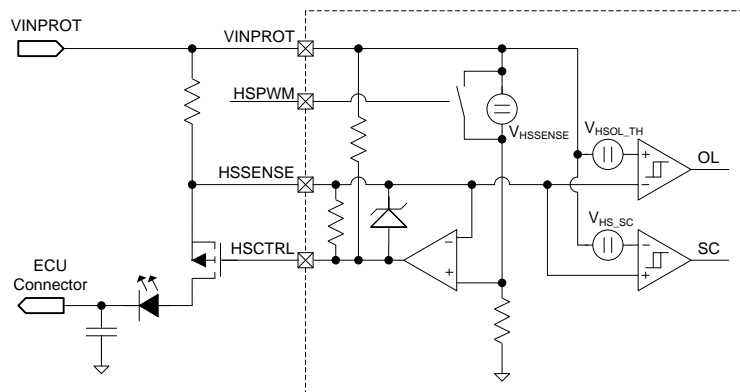 VINPROT
VINPROT
HSPWM
VHSSENSE
VHSOL_TH
OL
HSSENSE
VHS_SC
SC
HSCTRL
ECU
Connector